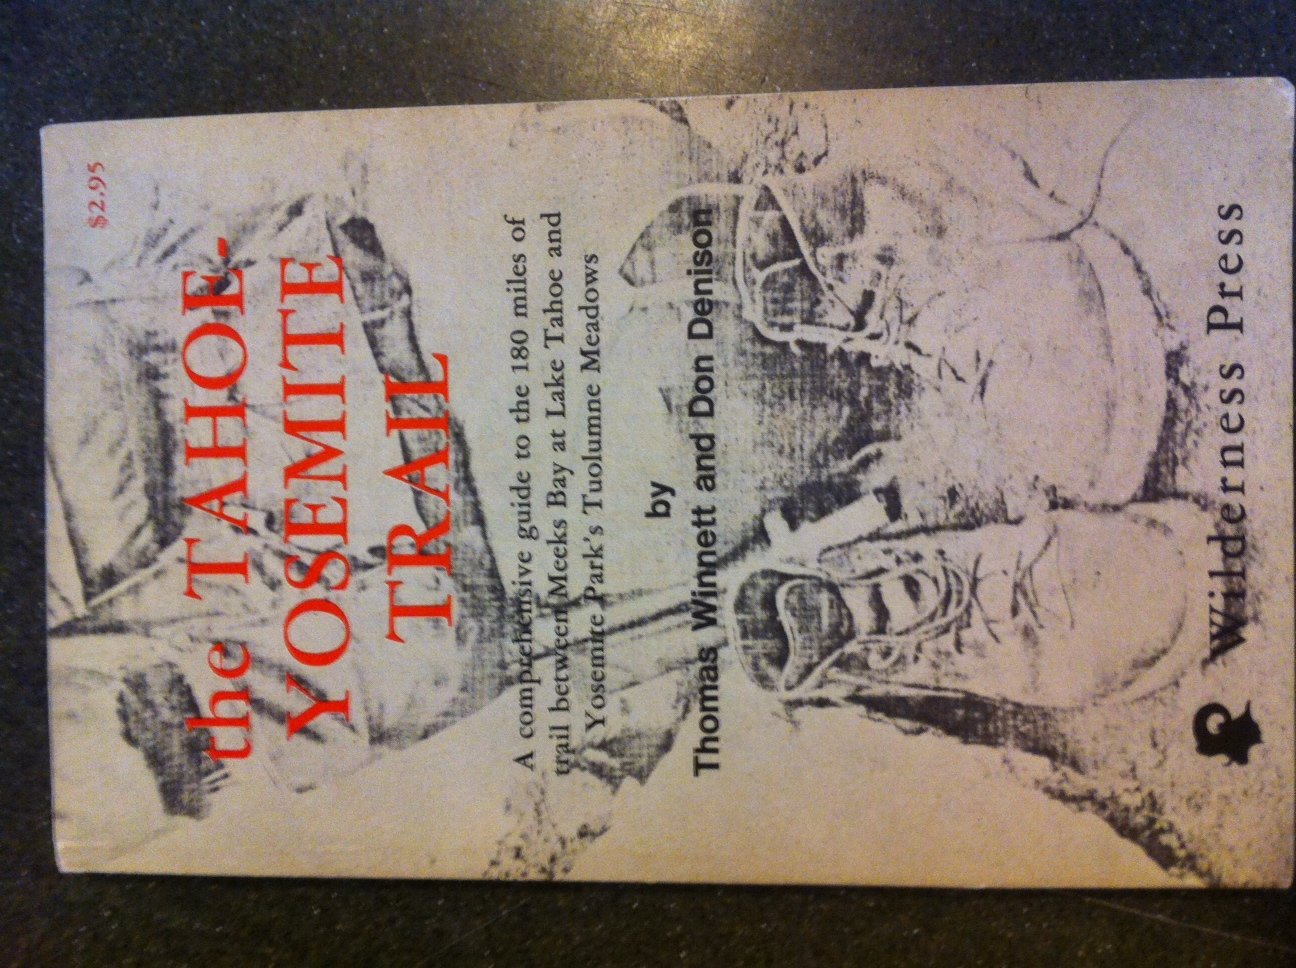 $2.95
the TAHOE-
YOSEMITE
TRAIL
A comprehensive guide to the 180 miles of
trail between Meeks Bay at Lake Tahoe and
Yosemite Park's Tuolumne Meadows
by
Thomas Winnett and Don Denison
Wilderness Press